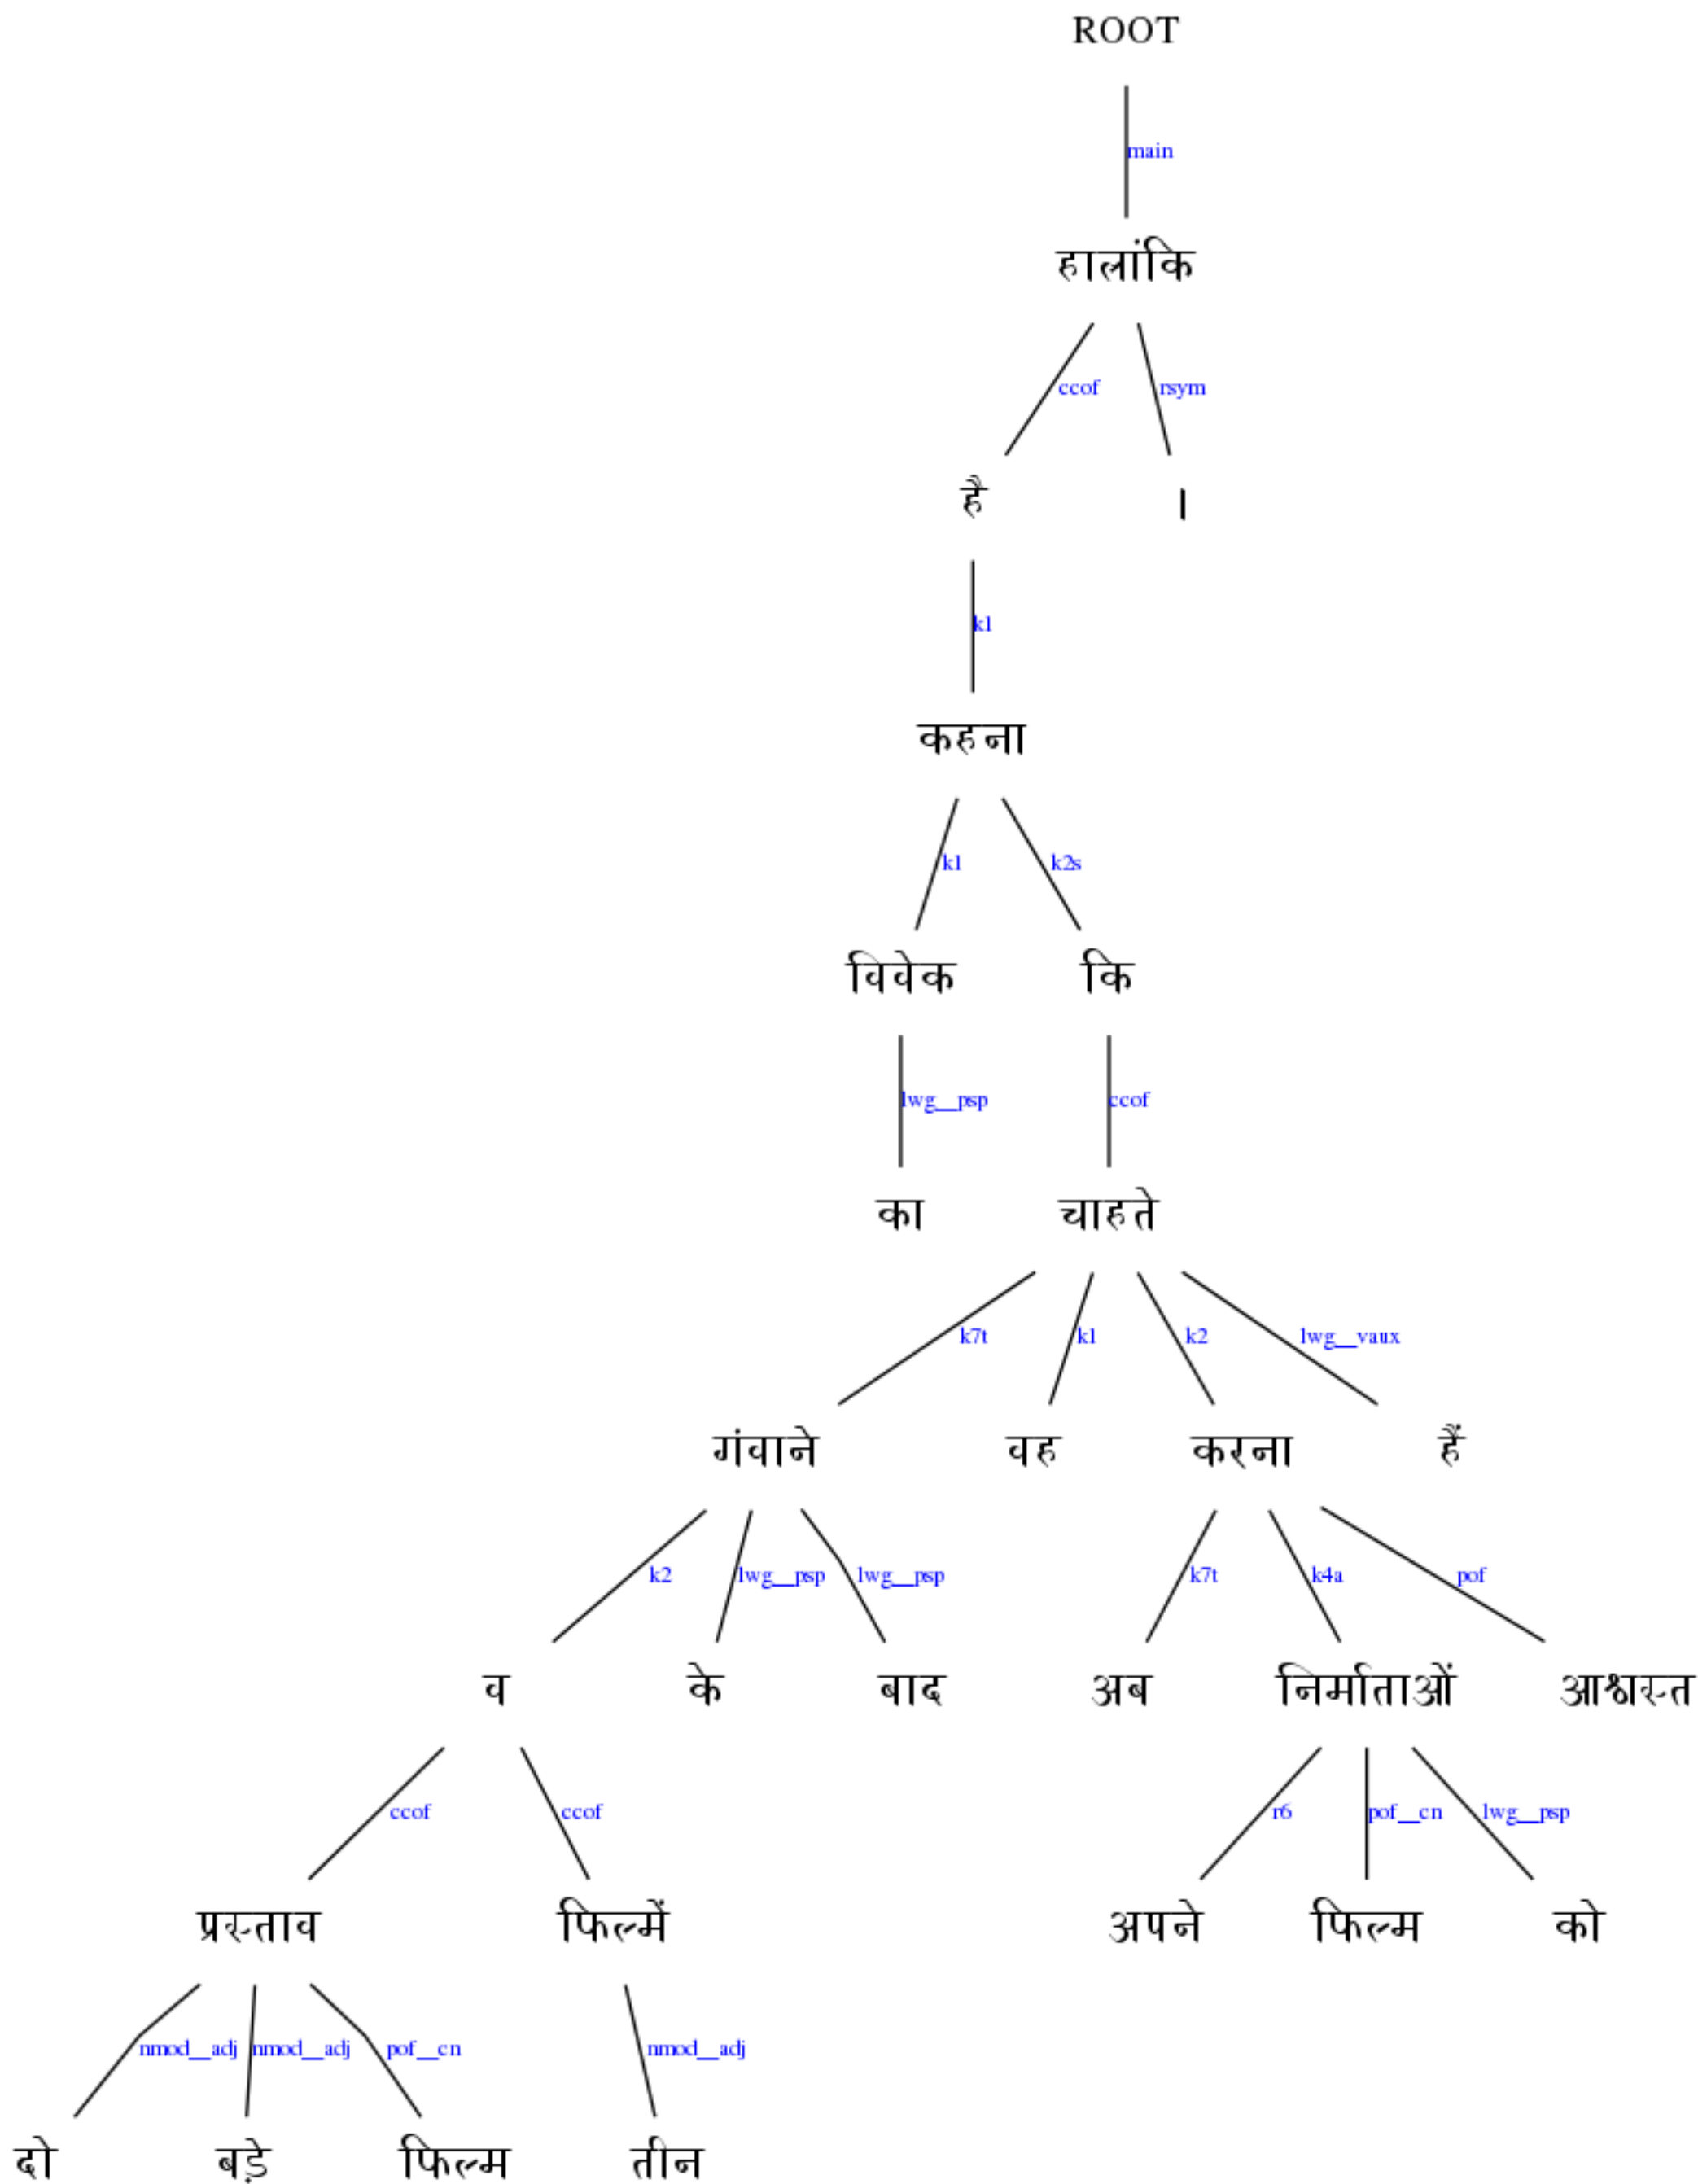 ROOT
main
हालांकि
ccof rsym
है ।
k1
कहना
k1 k2s
विवेक कि
lwg__psp ccof
का चाहते
k7t k1 k2 lwg__vaux
गंवाने वह करना हैं
k2 lwg__psp lwg__psp k7t k4a pof
व के बाद अब निर्माताओं आश्वस्त
ccof ccof r6 pof__cn lwg__psp
प्रस्ताव फिल्में अपने फिल्म को
nmod__adj nmod__adj pof__cn nmod__adj
दो बड़े फिल्म तीन